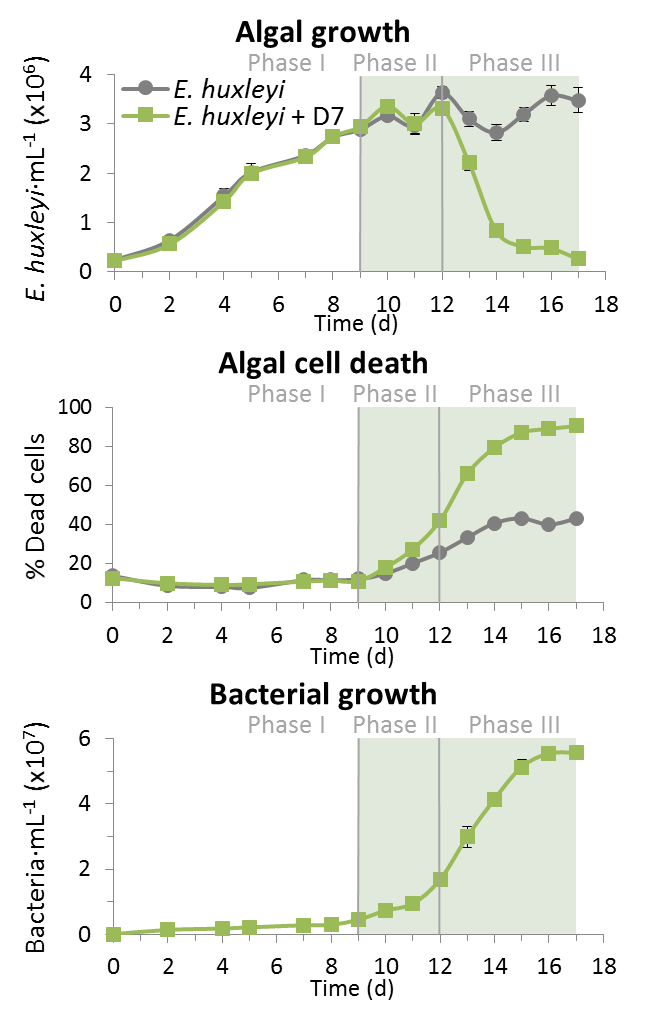 Algal growth
Phase I Phase II Phase III
E. huxleyi·mL⁻¹ (x10⁶)
4
3
2
1
0
E. huxleyi
E. huxleyi + D7
0 2 4 6 8 10 12 14 16 18
Time (d)
Algal cell death
Phase I Phase II Phase III
% Dead cells
100
80
60
40
20
0
0 2 4 6 8 10 12 14 16 18
Time (d)
Bacterial growth
Phase I Phase II Phase III
Bacteria·mL⁻¹ (x10⁷)
6
4
2
0
0 2 4 6 8 10 12 14 16 18
Time (d)